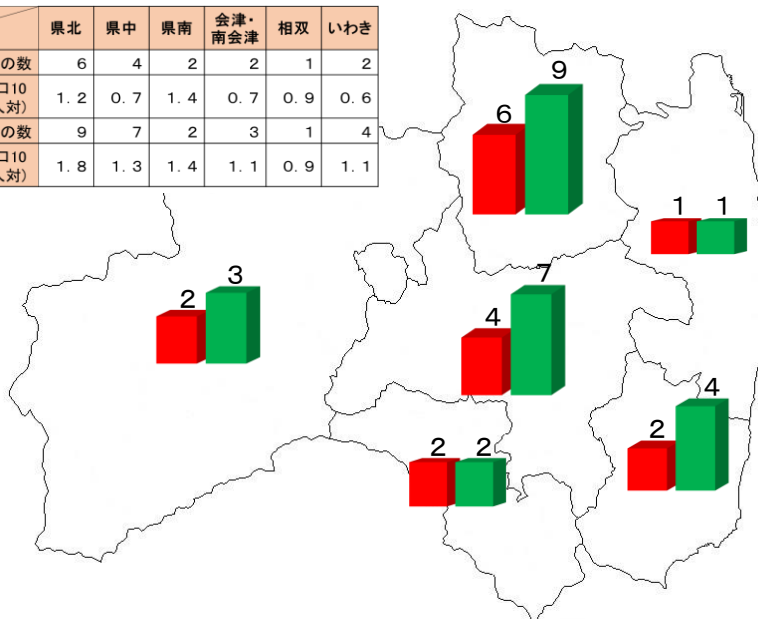 県北 県中 県南 会津・南会津 相双 いわき
の数 6 4 2 2 1 2
口10
人対) 1.2 0.7 1.4 0.7 0.9 0.6
の数 9 7 2 3 1 4
口10
人対) 1.8 1.3 1.4 1.1 0.9 1.1
9
6
1 1
3
2
7
4
4
2
2 2